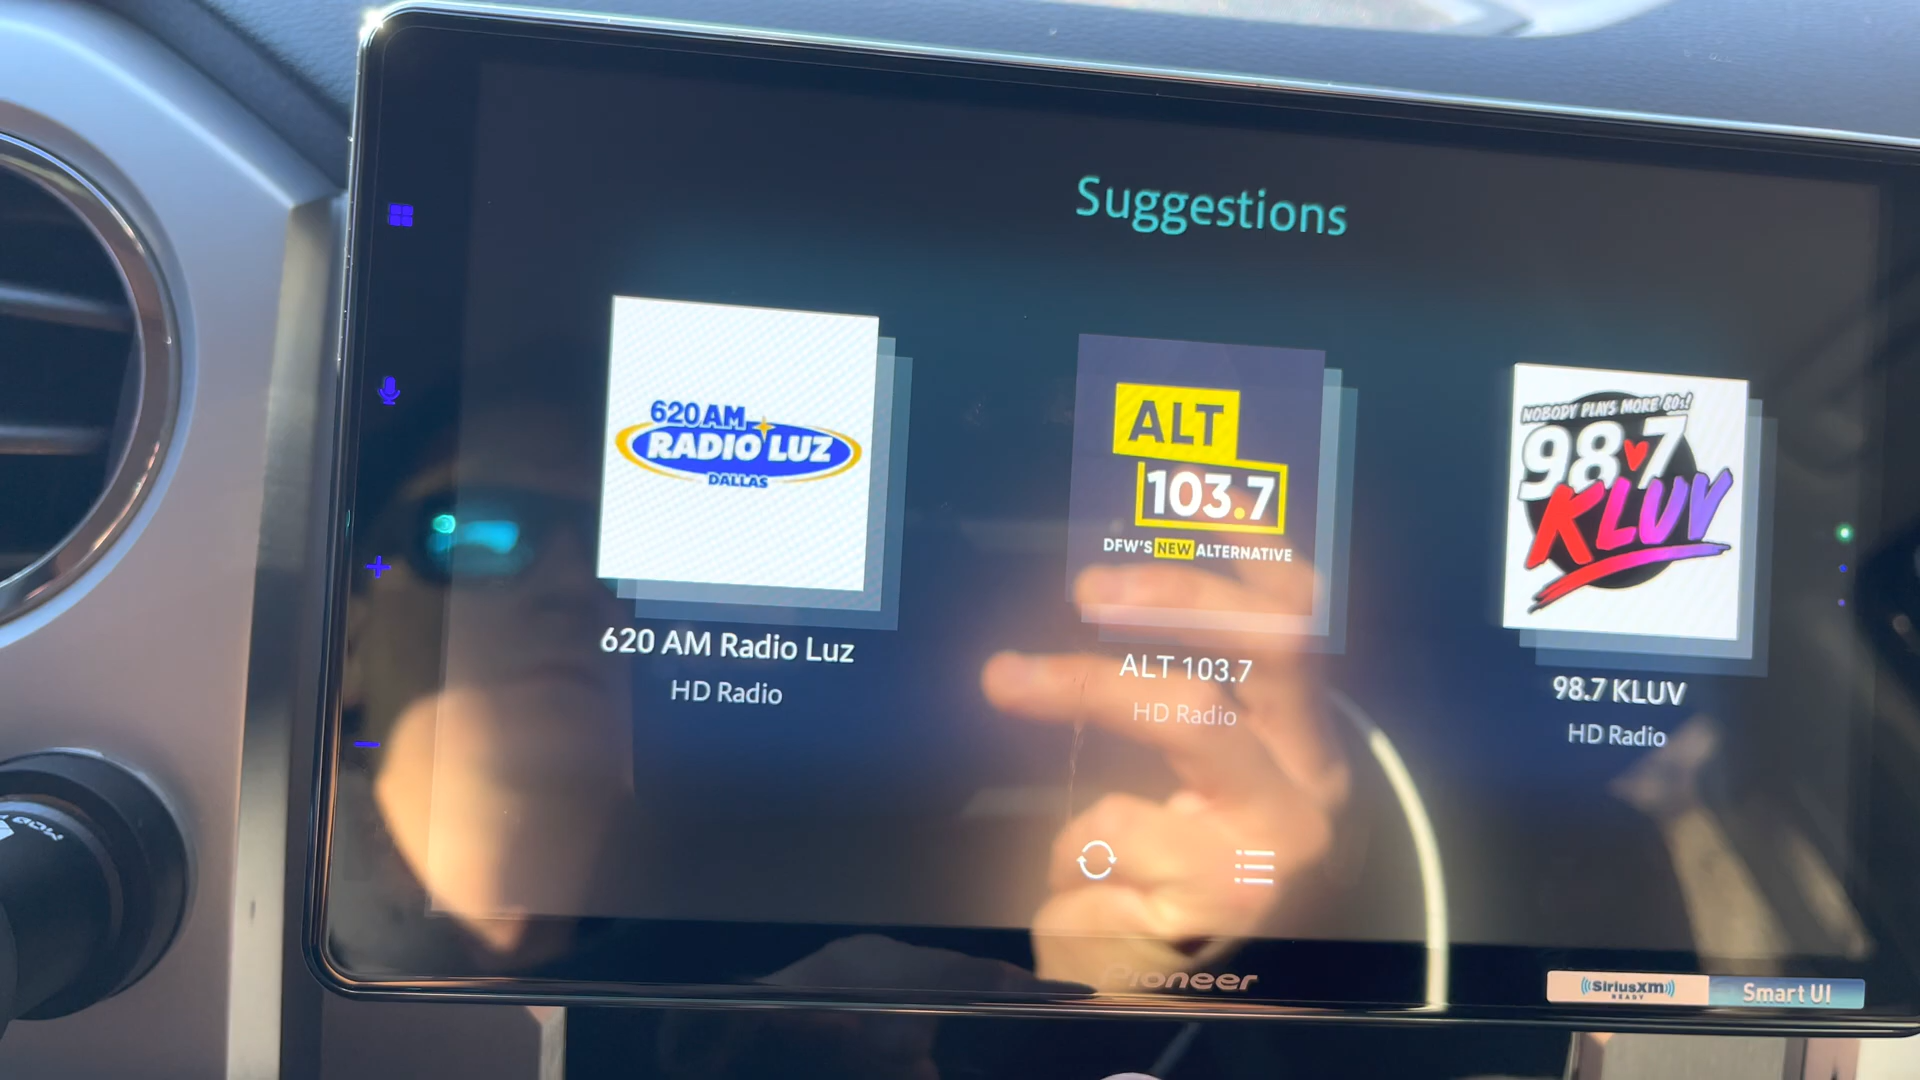 Suggestions
620 AM
RADIO LUZ
DALLAS
620 AM Radio Luz
HD Radio
ALT
103.7
DFW'S NEW ALTERNATIVE
ALT 103.7
HD Radio
NOBODY PLAYS MORE 80s!
98.7
KLUV
98.7 KLUV
HD Radio
Pioneer
SiriusXM
READY
Smart UI